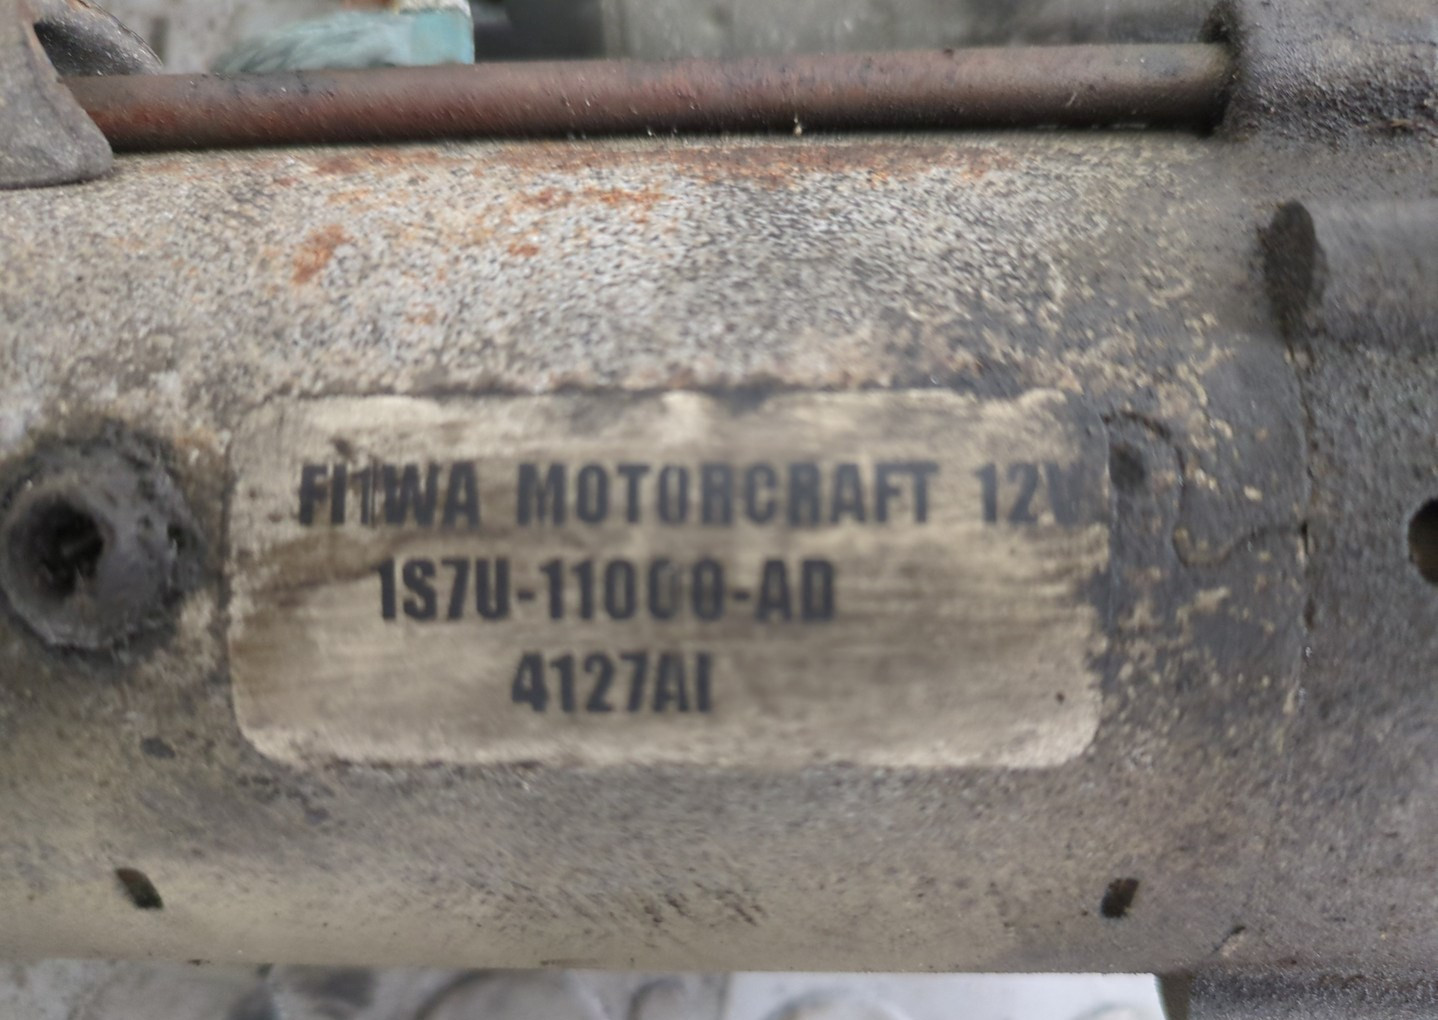 MOTORCRAFT 12V
1S7U-11000-AD
4127AI